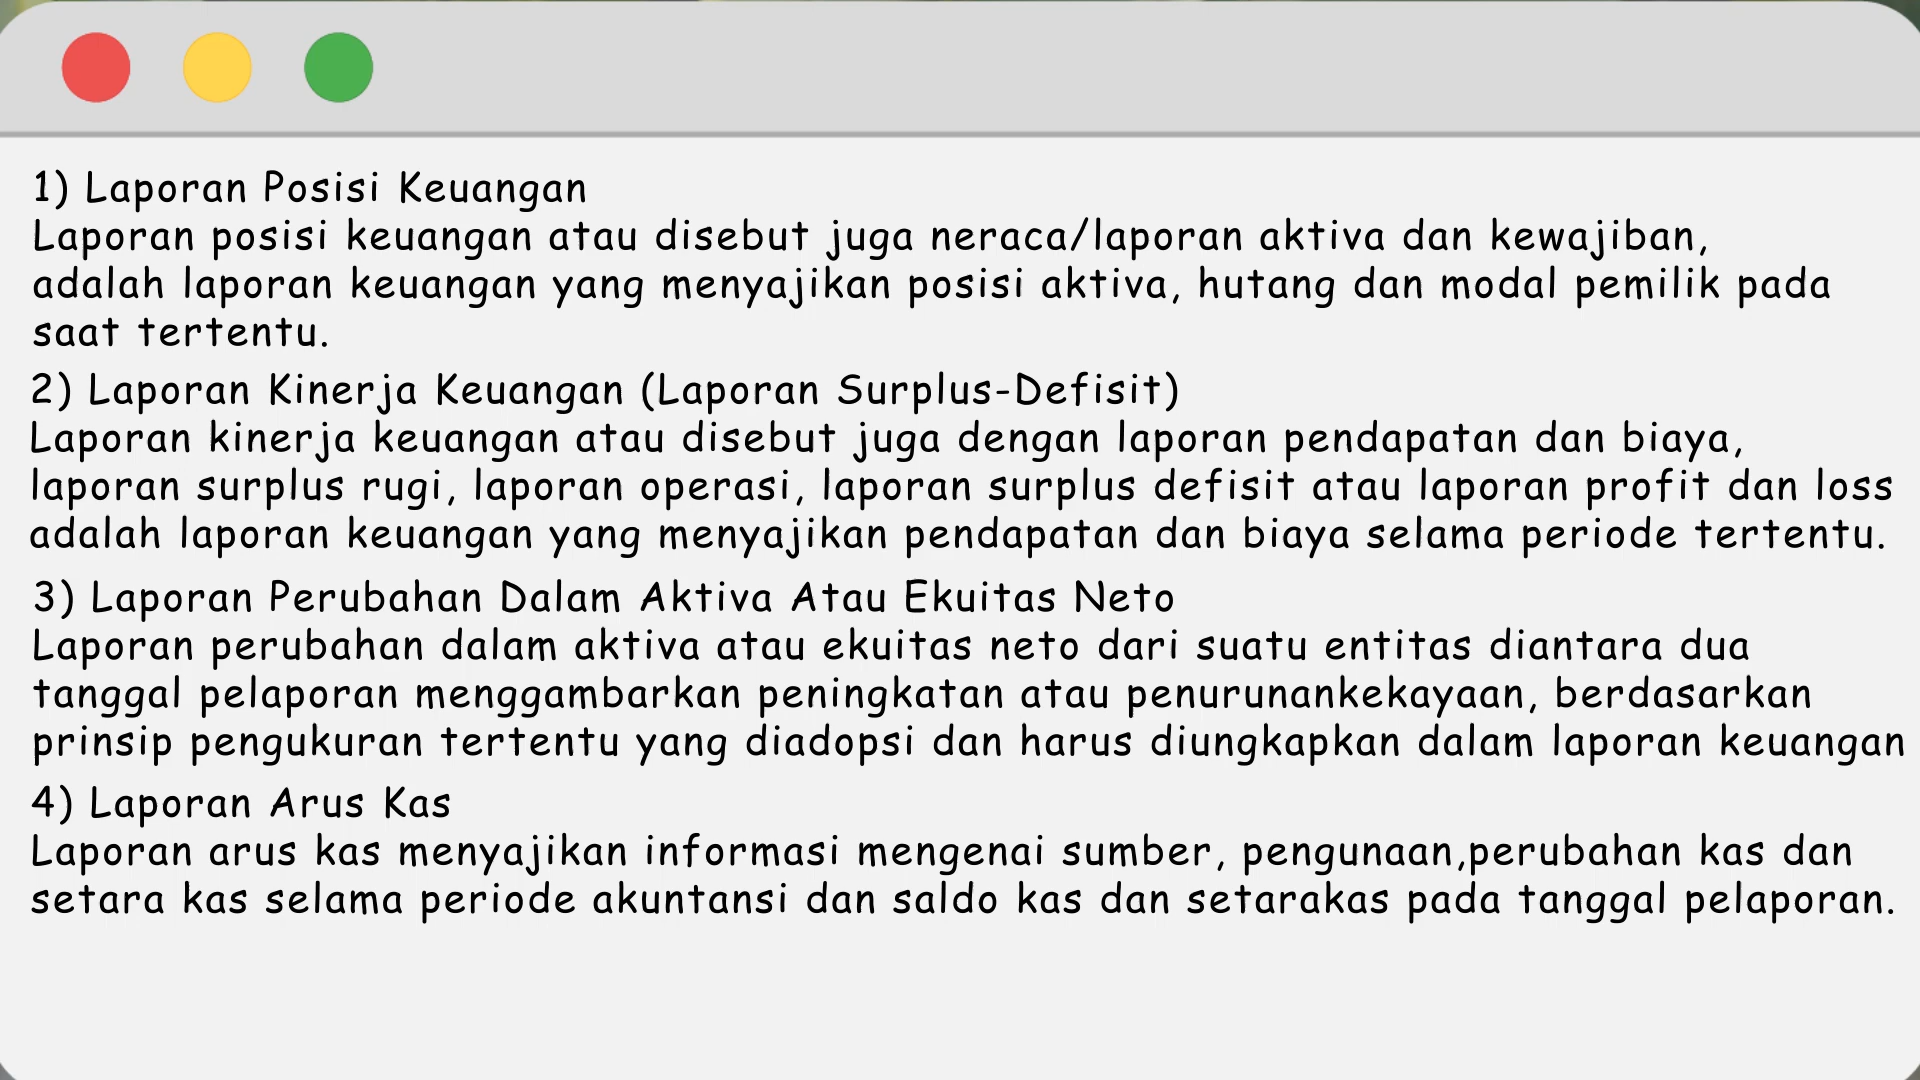 1) Laporan Posisi Keuangan
Laporan posisi keuangan atau disebut juga neraca/laporan aktiva dan kewajiban,
adalah laporan keuangan yang menyajikan posisi aktiva, hutang dan modal pemilik pada
saat tertentu.
2) Laporan Kinerja Keuangan (Laporan Surplus-Defisit)
Laporan kinerja keuangan atau disebut juga dengan laporan pendapatan dan biaya,
laporan surplus rugi, laporan operasi, laporan surplus defisit atau laporan profit dan loss
adalah laporan keuangan yang menyajikan pendapatan dan biaya selama periode tertentu.
3) Laporan Perubahan Dalam Aktiva Atau Ekuitas Neto
Laporan perubahan dalam aktiva atau ekuitas neto dari suatu entitas diantara dua
tanggal pelaporan menggambarkan peningkatan atau penurunankekayaan, berdasarkan
prinsip pengukuran tertentu yang diadopsi dan harus diungkapkan dalam laporan keuangan
4) Laporan Arus Kas
Laporan arus kas menyajikan informasi mengenai sumber, pengunaan,perubahan kas dan
setara kas selama periode akuntansi dan saldo kas dan setarakas pada tanggal pelaporan.